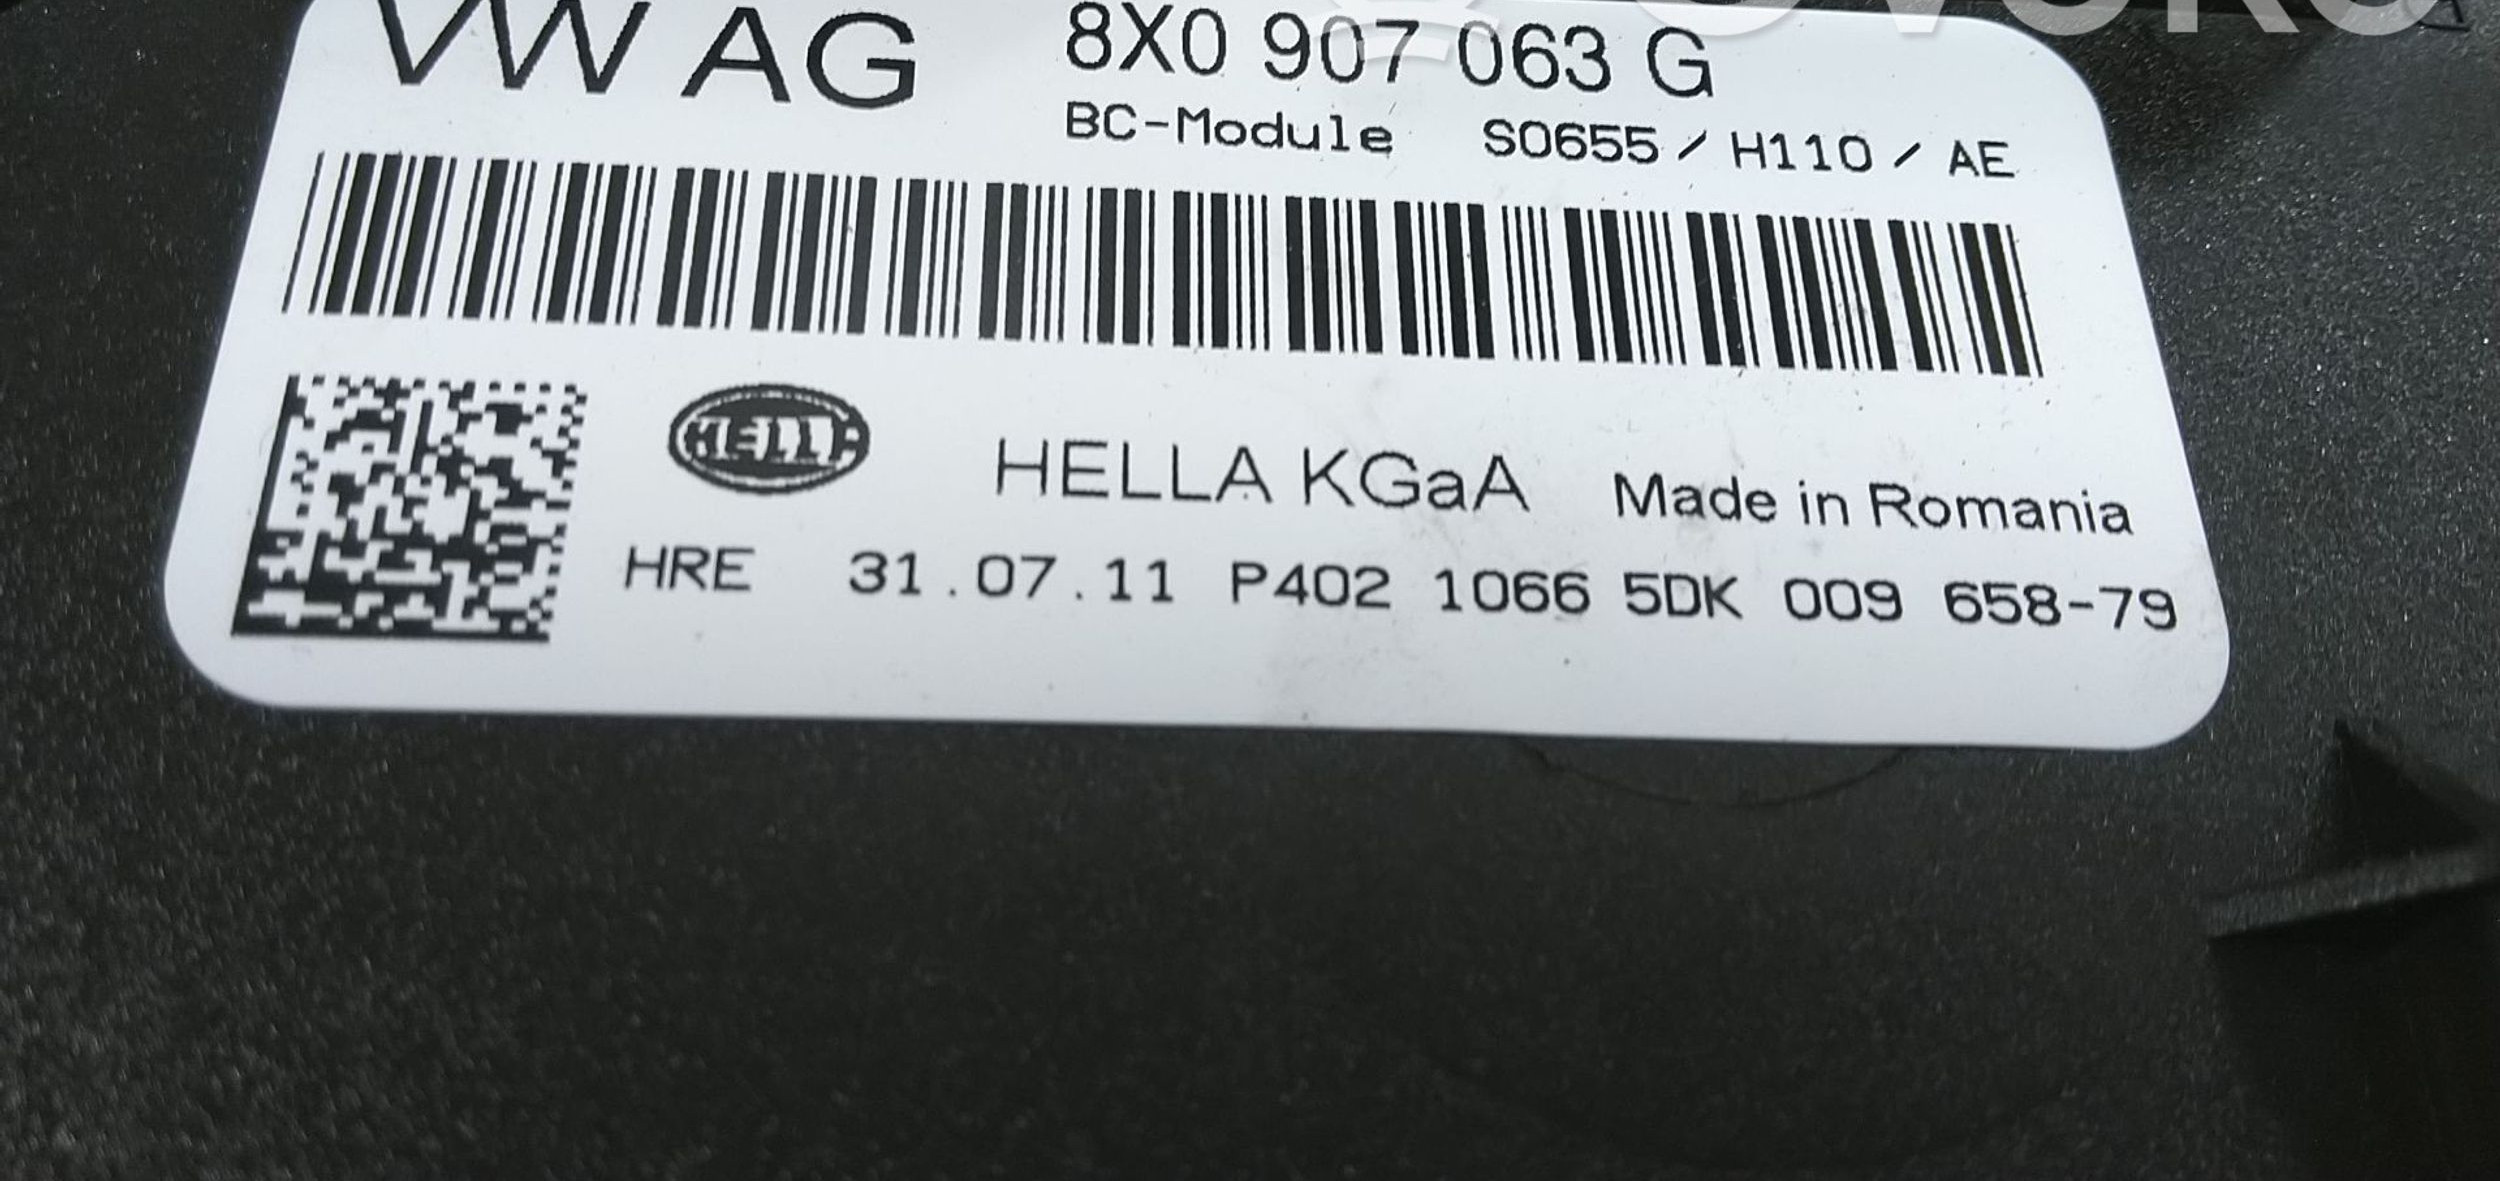 VW AG 8X0 907 063 G
BC-Module S0655 / H110 / AE
HELLA HELLA KGaA Made in Romania
HRE 31.07.11 P402 1066 5DK 009 658-79